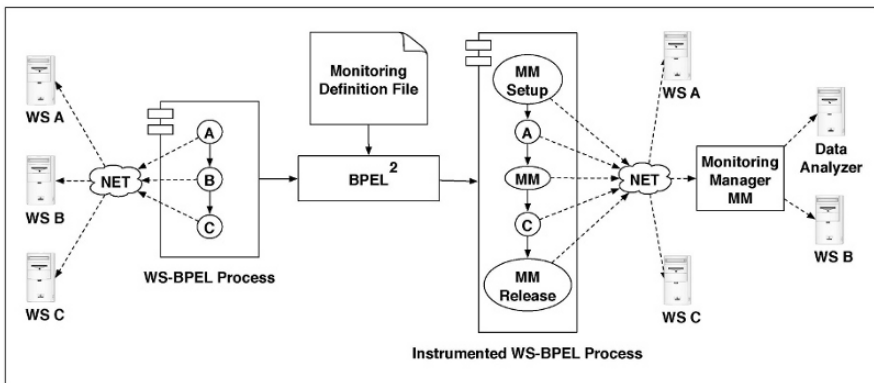 WS A
WS B
WS C
NET
A
B
C
WS-BPEL Process
Monitoring
Definition File
BPEL²
MM
Setup
A
MM
C
MM
Release
Instrumented WS-BPEL Process
NET
WS A
WS C
Monitoring
Manager
MM
Data
Analyzer
WS B